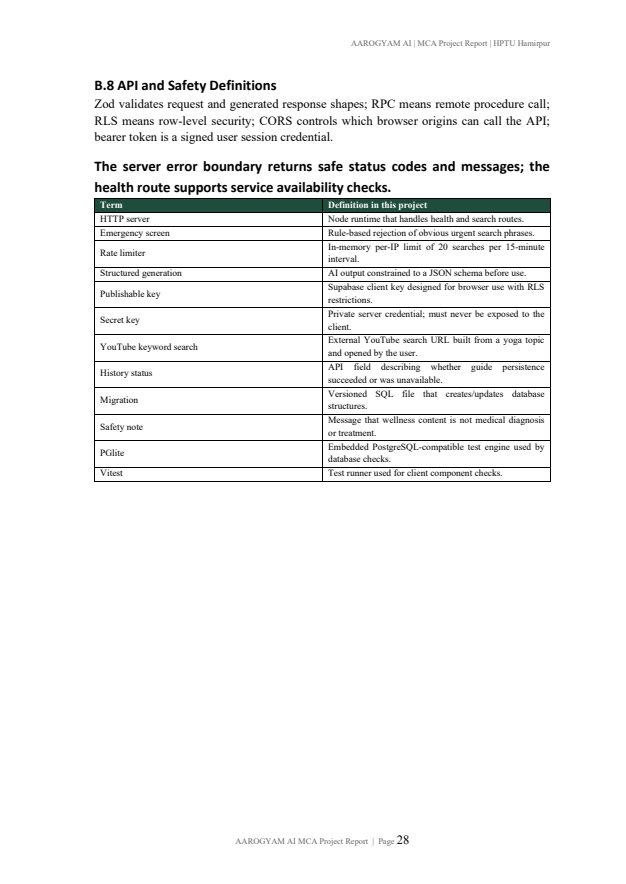 AAROGYAM AI | MCA Project Report | HPTU Hamirpur
B.8 API and Safety Definitions
Zod validates request and generated response shapes; RPC means remote procedure call;
RLS means row-level security; CORS controls which browser origins can call the API;
bearer token is a signed user session credential.
The server error boundary returns safe status codes and messages; the
health route supports service availability checks.
Term Definition in this project
HTTP server Node runtime that handles health and search routes.
Emergency screen Rule-based rejection of obvious urgent search phrases.
Rate limiter In-memory per-IP limit of 20 searches per 15-minute
interval.
Structured generation AI output constrained to a JSON schema before use.
Publishable key Supabase client key designed for browser use with RLS
restrictions.
Secret key Private server credential; must never be exposed to the
client.
YouTube keyword search External YouTube search URL built from a yoga topic
and opened by the user.
History status API field describing whether guide persistence
succeeded or was unavailable.
Migration Versioned SQL file that creates/updates database
structures.
Safety note Message that wellness content is not medical diagnosis
or treatment.
PGlite Embedded PostgreSQL-compatible test engine used by
database checks.
Vitest Test runner used for client component checks.
AAROGYAM AI MCA Project Report | Page 28